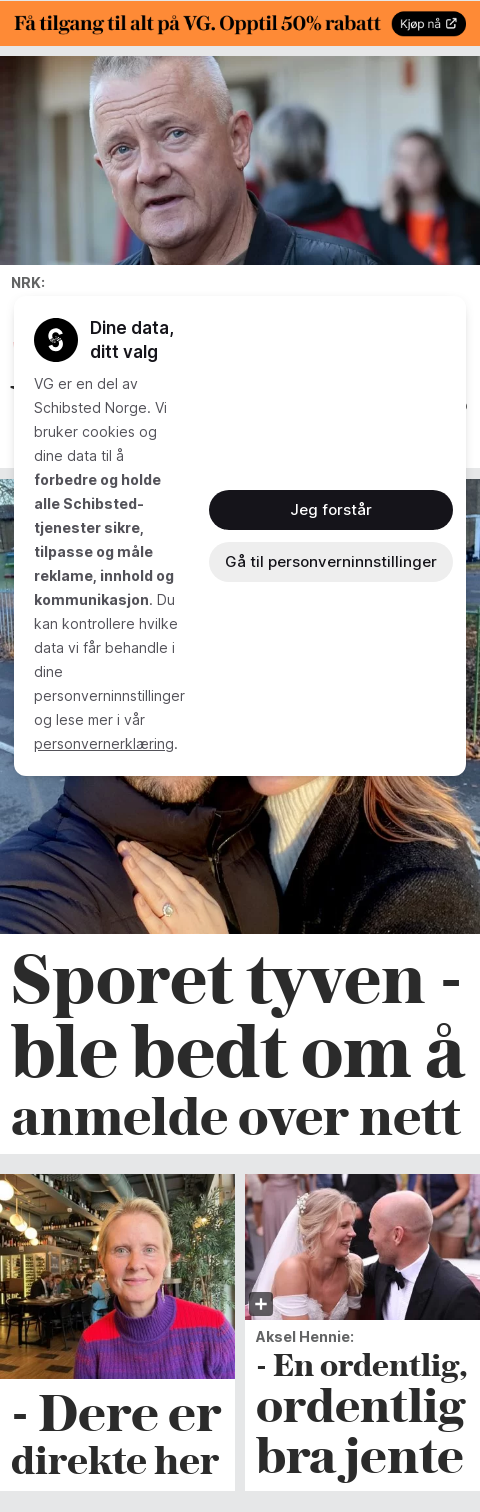 Få tilgang til alt på VG. Opptil 50% rabatt
Kjøp nå
NRK:
Dine data,
ditt valg
VG er en del av
Schibsted Norge. Vi
bruker cookies og
dine data til å
forbedre og holde
alle Schibsted-
tjenester sikre,
tilpasse og måle
reklame, innhold og
kommunikasjon. Du
kan kontrollere hvilke
data vi får behandle i
dine
personverninnstillinger
og lese mer i vår
personvernerklæring.
Jeg forstår
Gå til personverninnstillinger
Sporet tyven -
ble bedt om å
anmelde over nett
- Dere er
direkte her
Aksel Hennie:
- En ordentlig,
ordentlig
bra jente